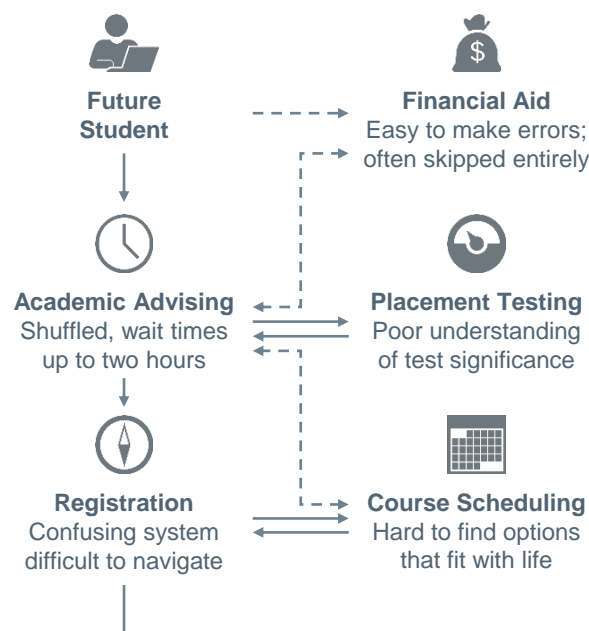 $
Future
Student
Financial Aid
Easy to make errors;
often skipped entirely
Academic Advising
Shuffled, wait times
up to two hours
Placement Testing
Poor understanding
of test significance
Registration
Confusing system
difficult to navigate
Course Scheduling
Hard to find options
that fit with life